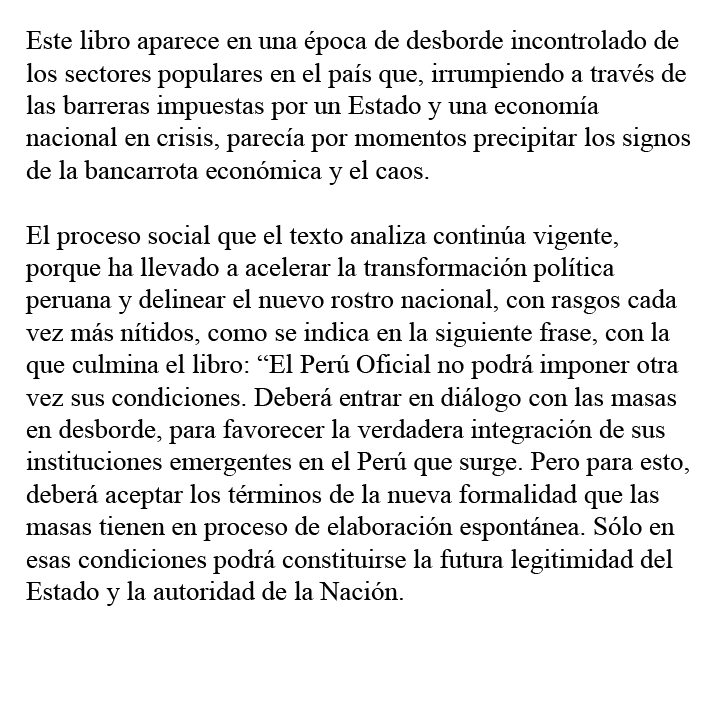 Este libro aparece en una época de desborde incontrolado de
los sectores populares en el país que, irrumpiendo a través de
las barreras impuestas por un Estado y una economía
nacional en crisis, parecía por momentos precipitar los signos
de la bancarrota económica y el caos.
El proceso social que el texto analiza continúa vigente,
porque ha llevado a acelerar la transformación política
peruana y delinear el nuevo rostro nacional, con rasgos cada
vez más nítidos, como se indica en la siguiente frase, con la
que culmina el libro: “El Perú Oficial no podrá imponer otra
vez sus condiciones. Deberá entrar en diálogo con las masas
en desborde, para favorecer la verdadera integración de sus
instituciones emergentes en el Perú que surge. Pero para esto,
deberá aceptar los términos de la nueva formalidad que las
masas tienen en proceso de elaboración espontánea. Sólo en
esas condiciones podrá constituirse la futura legitimidad del
Estado y la autoridad de la Nación.